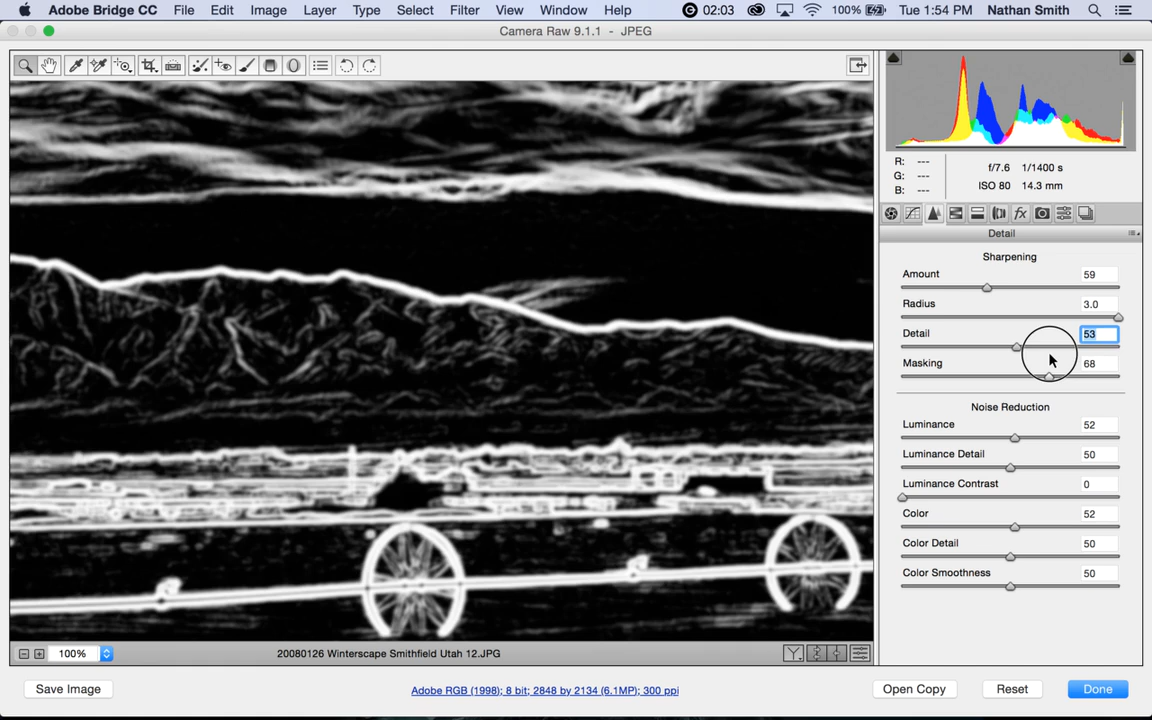 Adobe Bridge CC File Edit Image Layer Type Select Filter View Window Help 02:03 100% Tue 1:54 PM Nathan Smith
Camera Raw 9.1.1 - JPEG
R: ---
G: ---
B: ---
f/7.6 1/1400 s
ISO 80 14.3 mm
fx
Detail
Sharpening
Amount 59
Radius 3.0
Detail 53
Masking 68
Noise Reduction
Luminance 52
Luminance Detail 50
Luminance Contrast 0
Color 52
Color Detail 50
Color Smoothness 50
100% 20080126 Winterscape Smithfield Utah 12.JPG Y
Save Image Adobe RGB (1998); 8 bit; 2848 by 2134 (6.1MP); 300 ppi Open Copy Reset Done